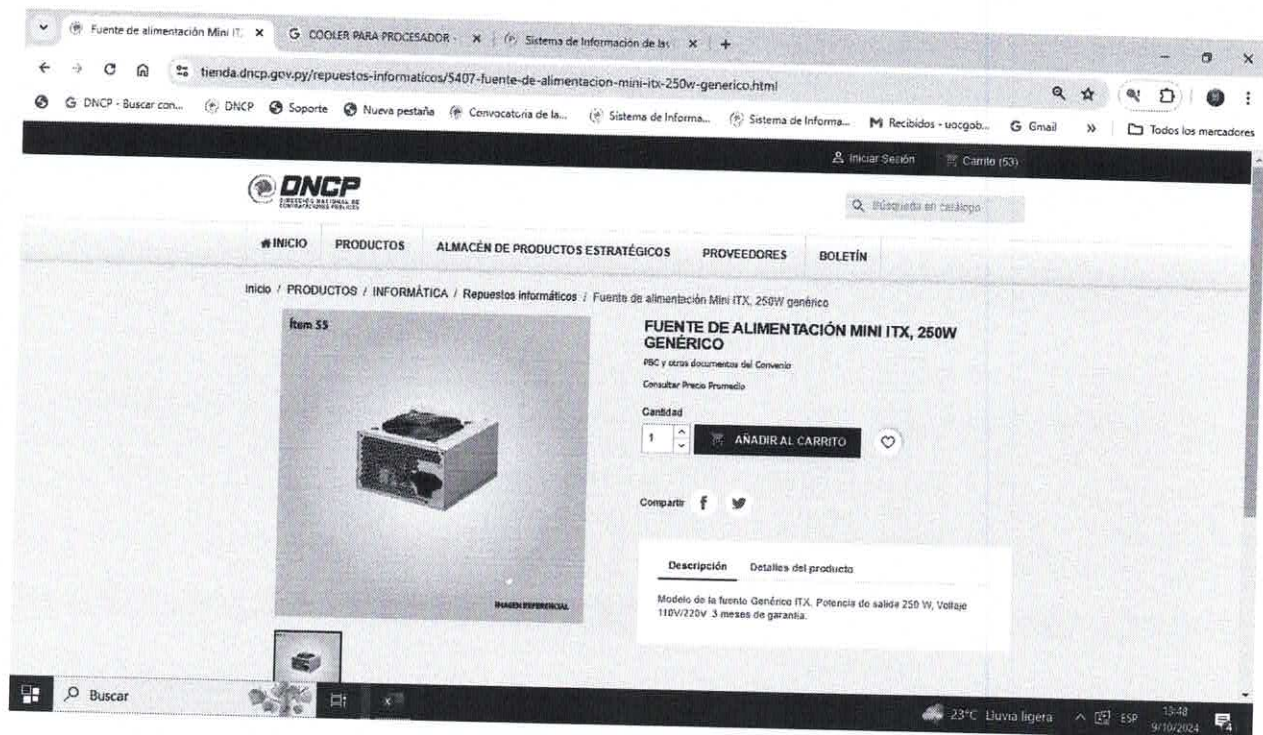 Fuente de alimentación Mini IT
COOLER PARA PROCESADOR -
Sistema de Información de las
tienda.dncp.gov.py/repuestos-informaticos/5407-fuente-de-alimentacion-mini-itx-250w-generico.html
DNCP - Buscar con...
DNCP
Soporte
Nueva pestaña
Convocatoria de la...
Sistema de Informa...
Sistema de Informa...
Recibidos - uocgob...
Gmail
»
Todos los marcadores
Iniciar Sesión
Carrito (53)
DNCP
DIRECCIÓN NACIONAL DE
CONTRATACIONES PÚBLICAS
Búsqueda en catálogo
INICIO
PRODUCTOS
ALMACÉN DE PRODUCTOS ESTRATÉGICOS
PROVEEDORES
BOLETÍN
Inicio / PRODUCTOS / INFORMÁTICA / Repuestos informáticos / Fuente de alimentación Mini ITX, 250W genérico
Ítem 55
IMAGEN REFERENCIAL
FUENTE DE ALIMENTACIÓN MINI ITX, 250W
GENÉRICO
PBC y otros documentos del Convenio
Consultar Precio Promedio
Cantidad
1
AÑADIR AL CARRITO
Compartir
Descripción
Detalles del producto
Modelo de la fuente Genérico ITX, Potencia de salida 250 W, Voltaje
110V/220V .3 meses de garantía.
Buscar
23°C Lluvia ligera
ESP
13:48
9/10/2024
4